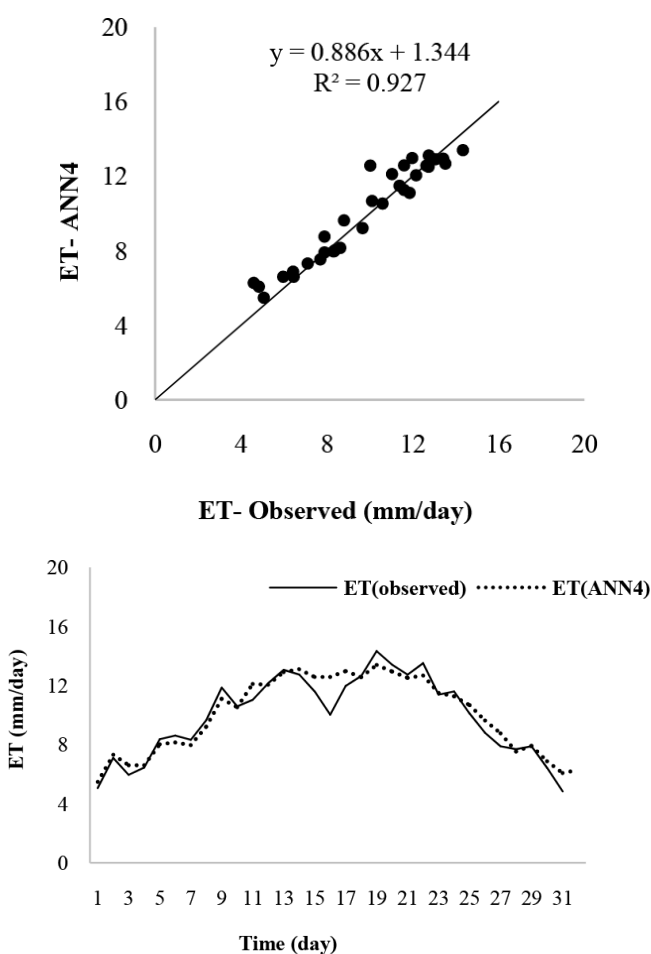 20
y = 0.886x + 1.344
R² = 0.927
16
12
ET- ANN4
8
4
0
0 4 8 12 16 20
ET- Observed (mm/day)
20
ET(observed) ET(ANN4)
16
12
ET (mm/day)
8
4
0
1 3 5 7 9 11 13 15 17 19 21 23 25 27 29 31
Time (day)